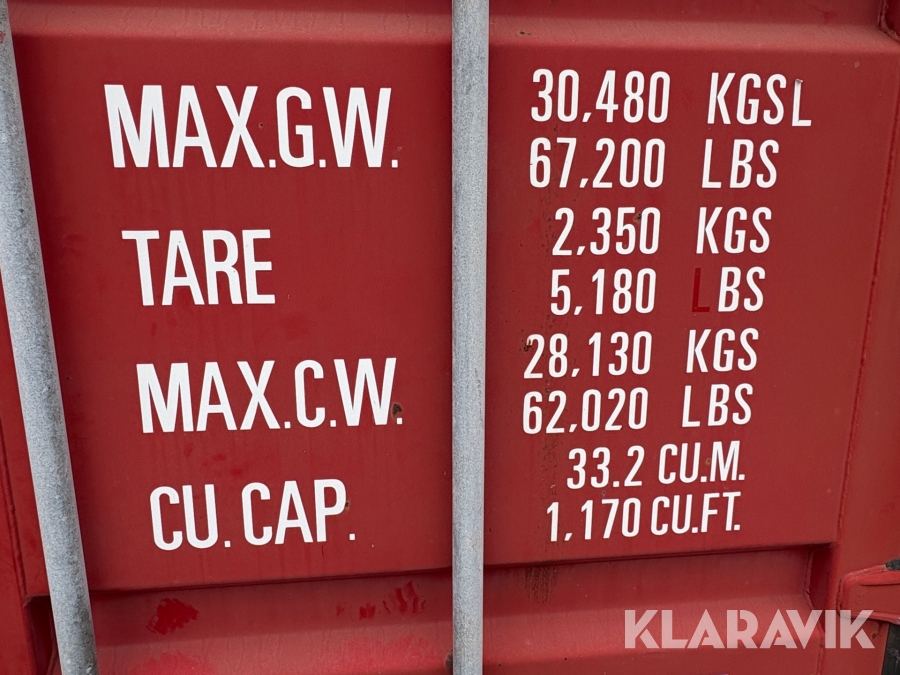 MAX.G.W. 30,480 KGSL
67,200 LBS
TARE 2,350 KGS
5,180 LBS
MAX.C.W. 28,130 KGS
62,020 LBS
33.2 CU.M.
CU.CAP. 1,170 CU.FT.
KLARAVIK